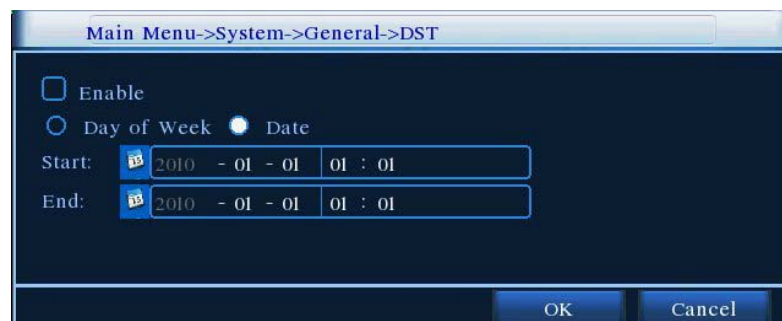 Main Menu->System->General->DST
Enable
Day of Week Date
Start: 2010 - 01 - 01 01 : 01
End: 2010 - 01 - 01 01 : 01
OK Cancel